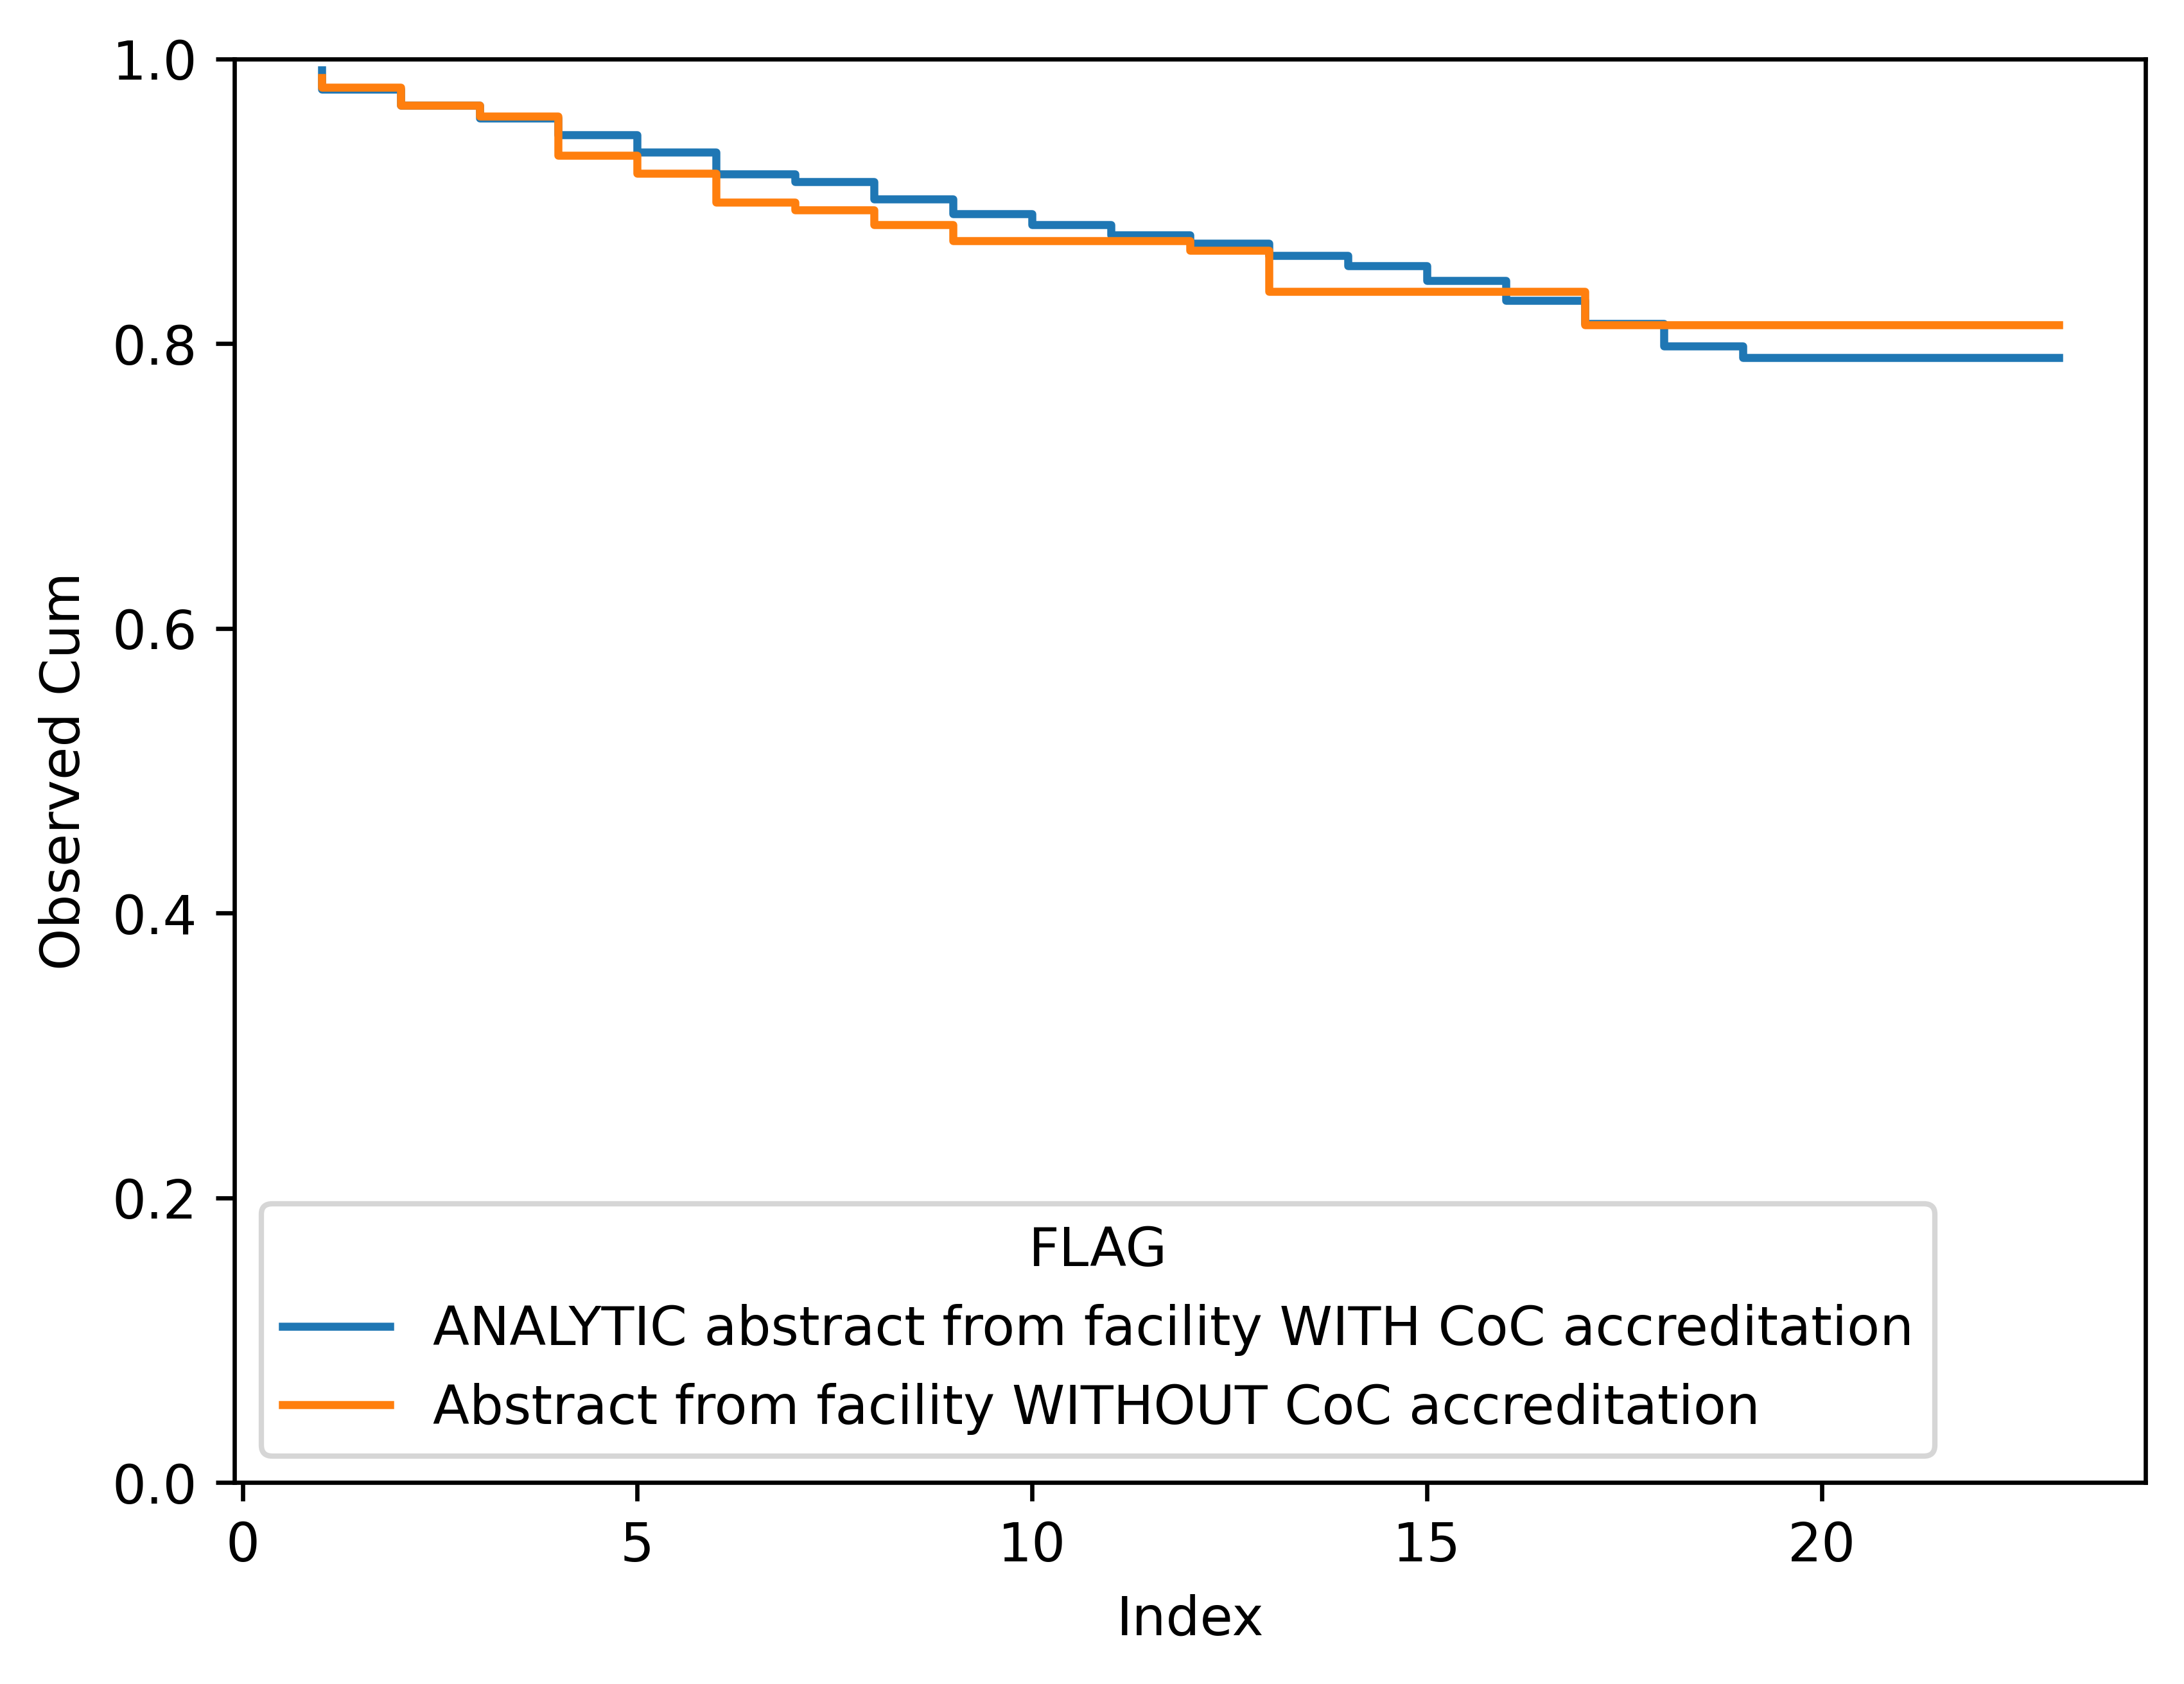 1.0
0.8
0.6
0.4
0.2
0.0
Observed Cum
FLAG
ANALYTIC abstract from facility WITH CoC accreditation
Abstract from facility WITHOUT CoC accreditation
0 5 10 15 20
Index